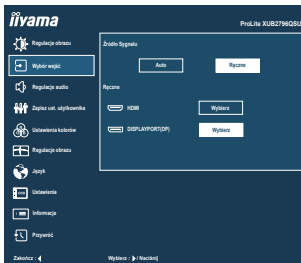 iiyama
ProLite XUB2796QSU
Regulacje obrazu
Wybór wejść
Regulacje audio
Zapisz ust. użytkownika
Ustawienia kolorów
Regulacje obrazu
Język
Ustawienia
Informacje
Przywróć
Źródło Sygnału
Auto
Ręczne
Ręczne
HDMI
Wybierz
DISPLAYPORT(DP)
Wybierz
Zakończ :
Wybierz : / Naciśnij